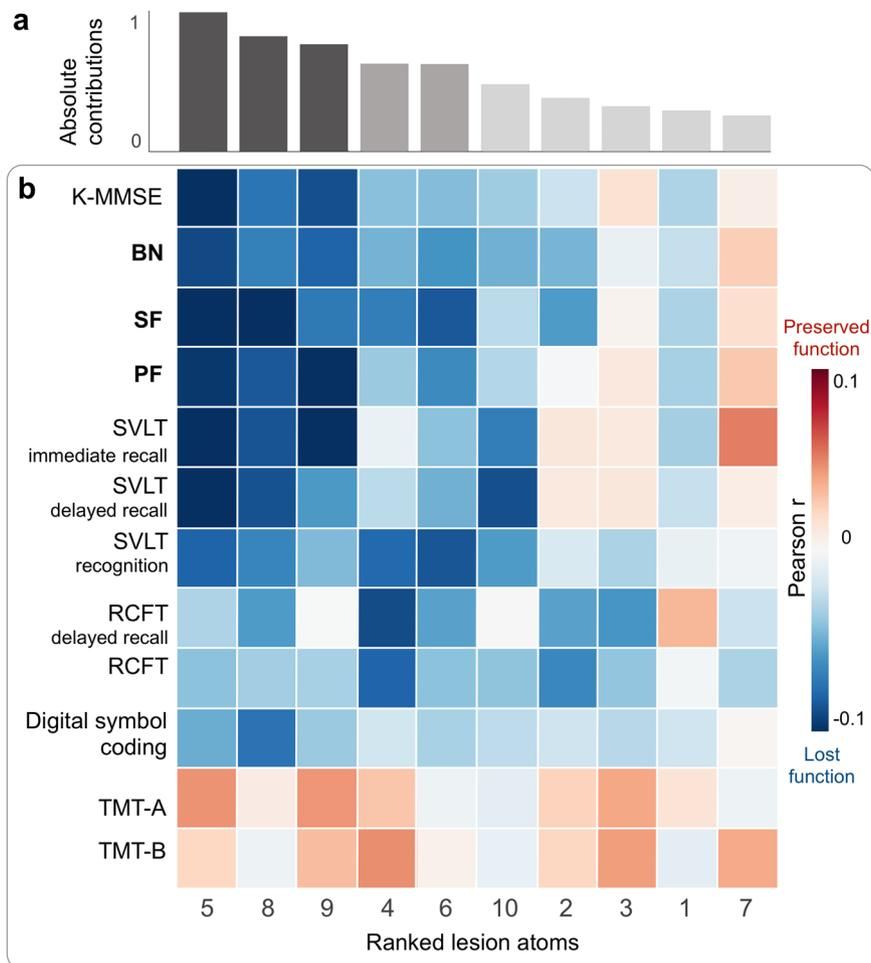 a
Absolute
contributions
1
0
b
K-MMSE
BN
SF
PF
SVLT
immediate recall
SVLT
delayed recall
SVLT
recognition
RCFT
delayed recall
RCFT
Digital symbol
coding
TMT-A
TMT-B
5 8 9 4 6 10 2 3 1 7
Ranked lesion atoms
Preserved
function
0.1
0
-0.1
Pearson r
Lost
function